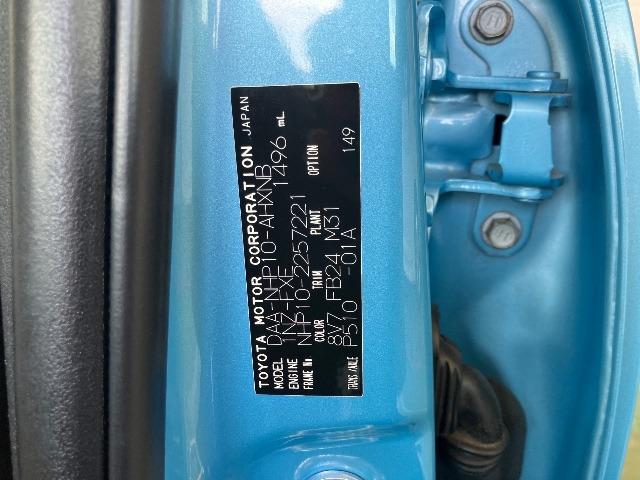 TOYOTA MOTOR CORPORATION JAPAN
MODEL DAA-NHP10-AHXNB
ENGINE 1NZ-FXE 1496 mL
FRAME No. NHP10-2257221
COLOR TRIM PLANT OPTION
8V7 FB24 M31 149
TRANS/AXLE P510 -01A